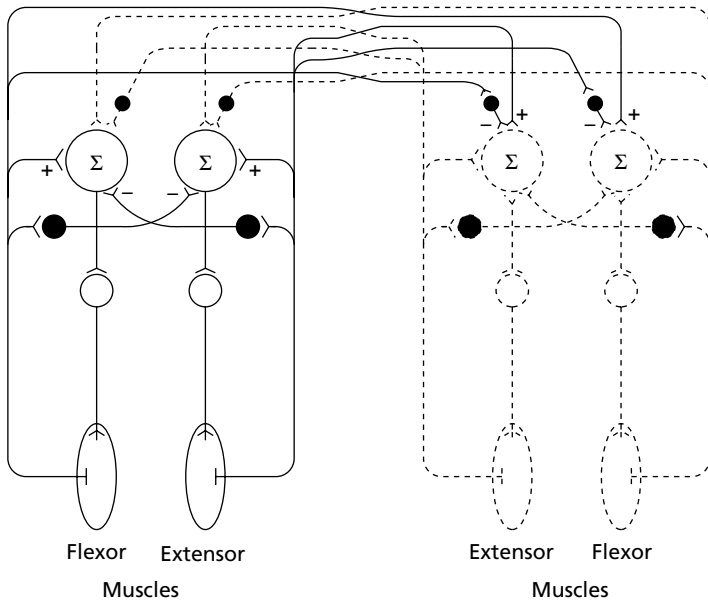 + +
− −
+ Σ Σ + Σ Σ
− −
Flexor Extensor Extensor Flexor
Muscles Muscles